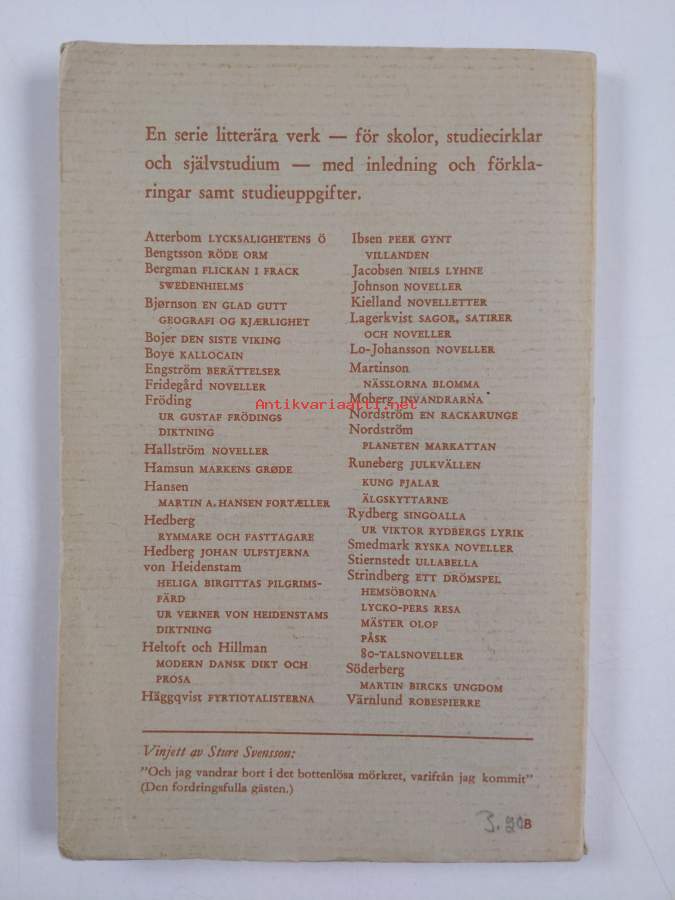 En serie litterära verk — för skolor, studiecirklar
och självstudium — med inledning och förkla-
ringar samt studieuppgifter.
Atterbom LYCKSALIGHETENS Ö
Bengtsson RÖDE ORM
Bergman FLICKAN I FRACK
SWEDENHIELMS
Bjørnson EN GLAD GUTT
GEOGRAFI OG KJÆRLIGHET
Bojer DEN SISTE VIKING
Boye KALLOCAIN
Engström BERÄTTELSER
Fridegård NOVELLER
Fröding
UR GUSTAF FRÖDINGS
DIKTNING
Hallström NOVELLER
Hamsun MARKENS GRØDE
Hansen
MARTIN A. HANSEN FORTÆLLER
Hedberg
RYMMARE OCH FASTTAGARE
Hedberg JOHAN ULFSTJERNA
von Heidenstam
HELIGA BIRGITTAS PILGRIMS-
FÄRD
UR VERNER VON HEIDENSTAMS
DIKTNING
Heltoft och Hillman
MODERN DANSK DIKT OCH
PROSA
Häggqvist FYRTIOTALISTERNA
Ibsen PEER GYNT
VILLANDEN
Jacobsen NIELS LYHNE
Johnson NOVELLER
Kielland NOVELLETTER
Lagerkvist SAGOR, SATIRER
OCH NOVELLER
Lo-Johansson NOVELLER
Martinson
NÄSSLORNA BLOMMA
Moberg INVANDRARNA
Nordström EN RACKARUNGE
Nordström
PLANETEN MARKATTAN
Runeberg JULKVÄLLEN
KUNG FJALAR
ÄLGSKYTTARNE
Rydberg SINGOALLA
UR VIKTOR RYDBERGS LYRIK
Smedmark RYSKA NOVELLER
Stiernstedt ULLABELLA
Strindberg ETT DRÖMSPEL
HEMSÖBORNA
LYCKO-PERS RESA
MÄSTER OLOF
PÅSK
80-TALSNOVELLER
Söderberg
MARTIN BIRCKS UNGDOM
Värnlund ROBESPIERRE
Antikvariaatti.net
Vinjett av Sture Svensson:
"Och jag vandrar bort i det bottenlösa mörkret, varifrån jag kommit"
(Den fordringsfulla gästen.)
B